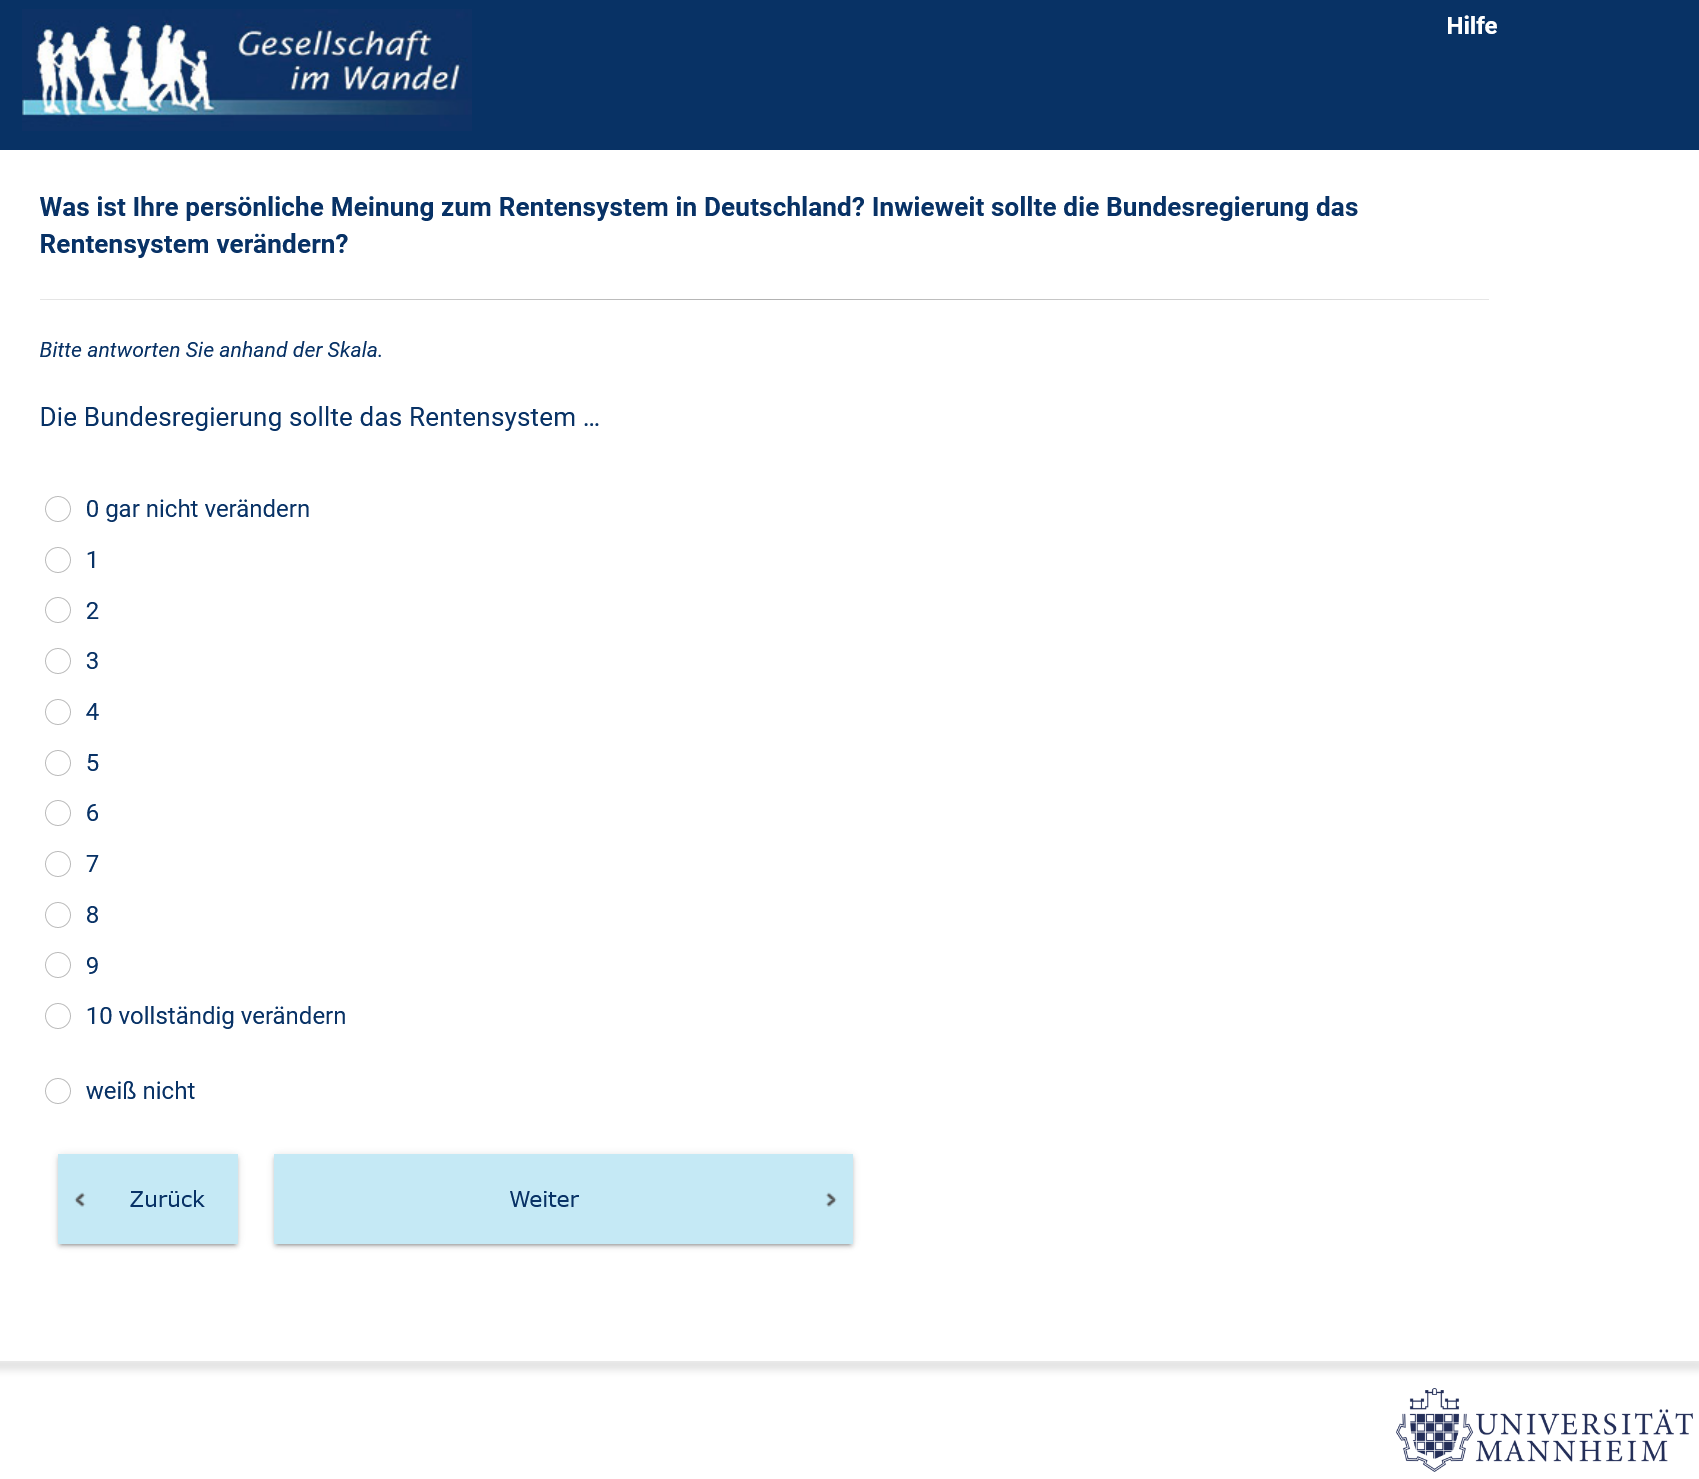 Gesellschaft
im Wandel
Hilfe
Was ist Ihre persönliche Meinung zum Rentensystem in Deutschland? Inwieweit sollte die Bundesregierung das
Rentensystem verändern?
Bitte antworten Sie anhand der Skala.
Die Bundesregierung sollte das Rentensystem ...
0 gar nicht verändern
1
2
3
4
5
6
7
8
9
10 vollständig verändern
weiß nicht
Zurück
Weiter
UNIVERSITÄT
MANNHEIM